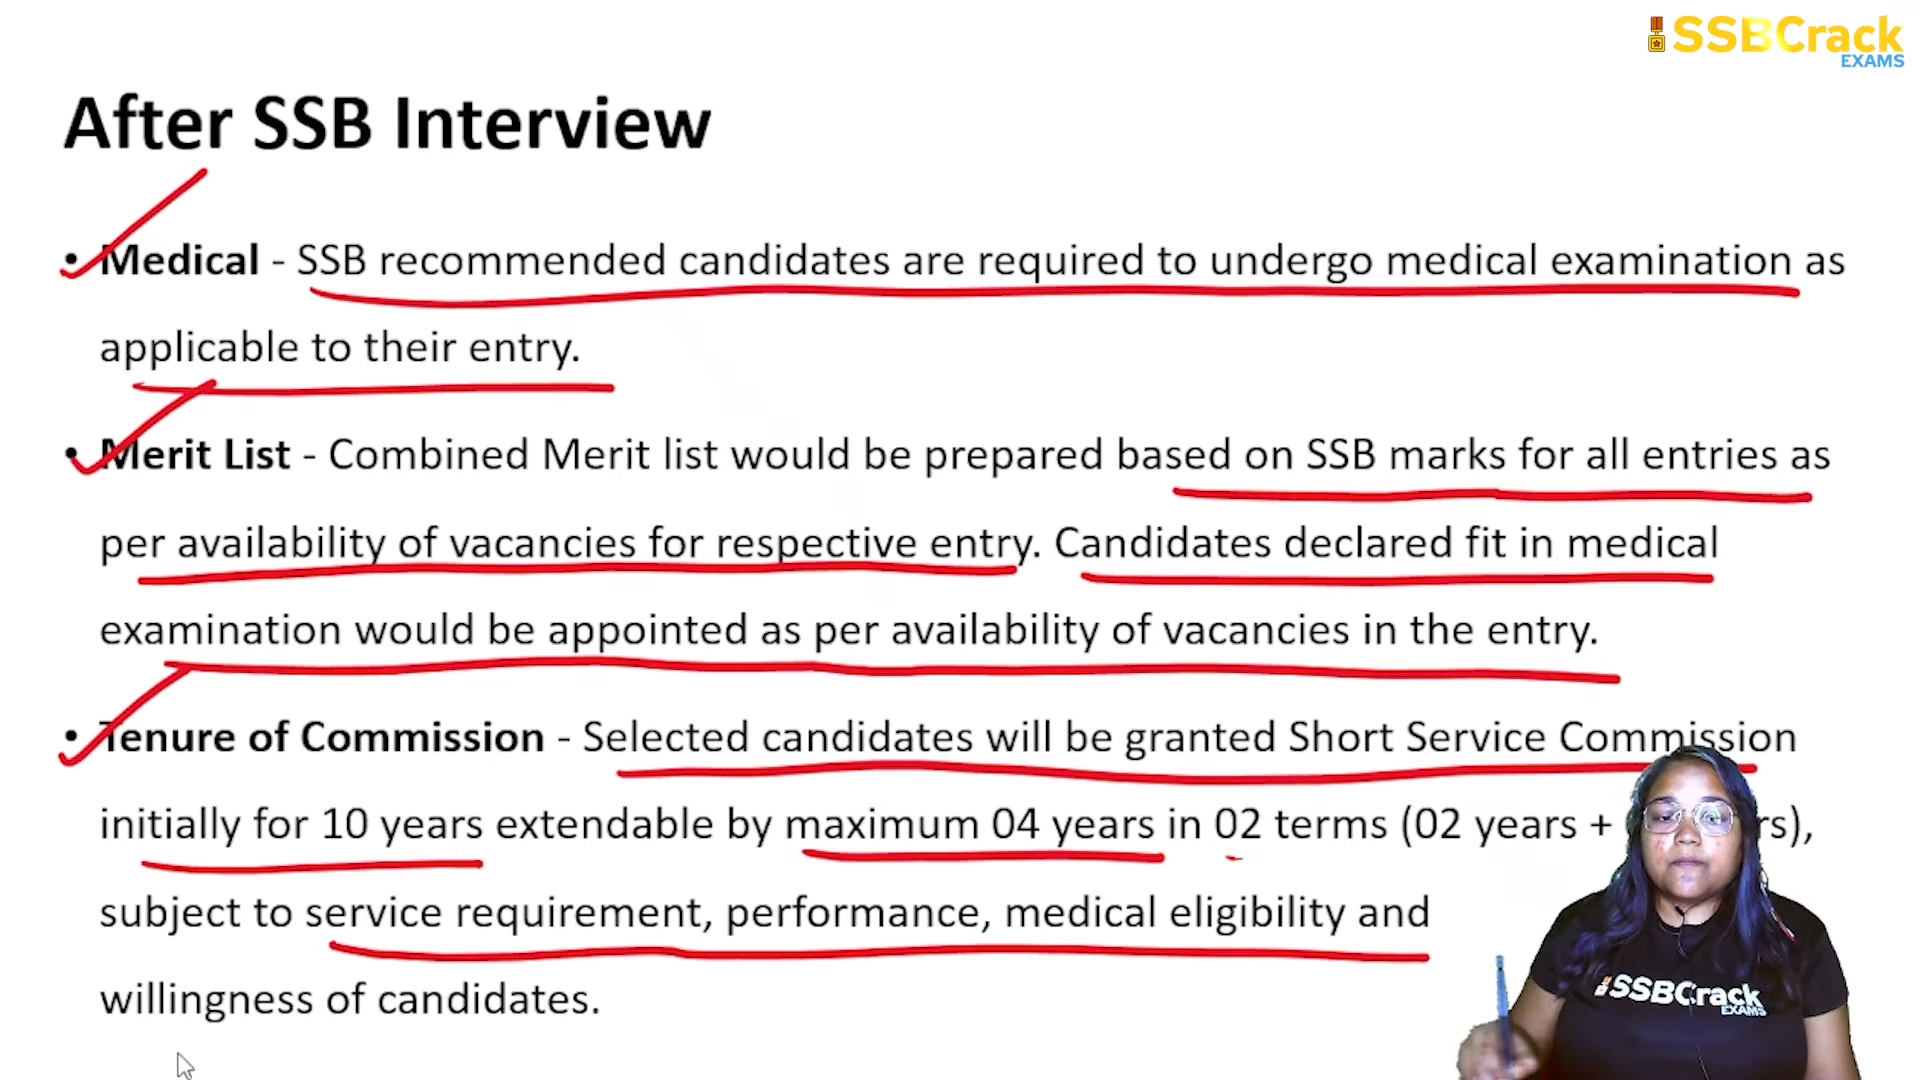 SSBCrack
EXAMS
After SSB Interview
• Medical - SSB recommended candidates are required to undergo medical examination as
applicable to their entry.
• Merit List - Combined Merit list would be prepared based on SSB marks for all entries as
per availability of vacancies for respective entry. Candidates declared fit in medical
examination would be appointed as per availability of vacancies in the entry.
• Tenure of Commission - Selected candidates will be granted Short Service Commission
initially for 10 years extendable by maximum 04 years in 02 terms (02 years + rs),
subject to service requirement, performance, medical eligibility and
willingness of candidates.
SSBCrack
EXAMS